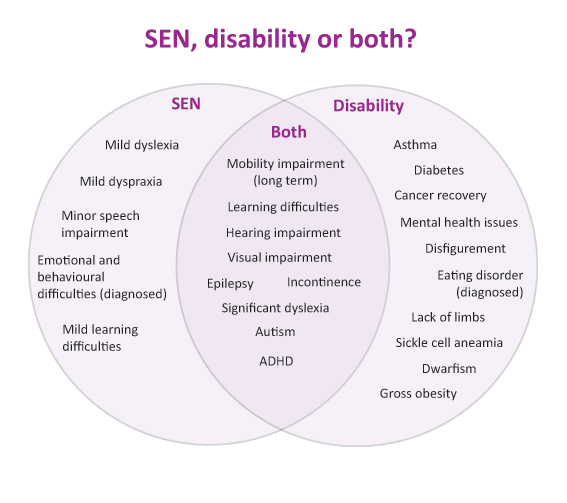 SEN, disability or both?
SEN
Mild dyslexia
Mild dyspraxia
Minor speech
impairment
Emotional and
behavioural
difficulties (diagnosed)
Mild learning
difficulties
Both
Mobility impairment
(long term)
Learning difficulties
Hearing impairment
Visual impairment
Epilepsy
Incontinence
Significant dyslexia
Autism
ADHD
Disability
Asthma
Diabetes
Cancer recovery
Mental health issues
Disfigurement
Eating disorder
(diagnosed)
Lack of limbs
Sickle cell aneamia
Dwarfism
Gross obesity